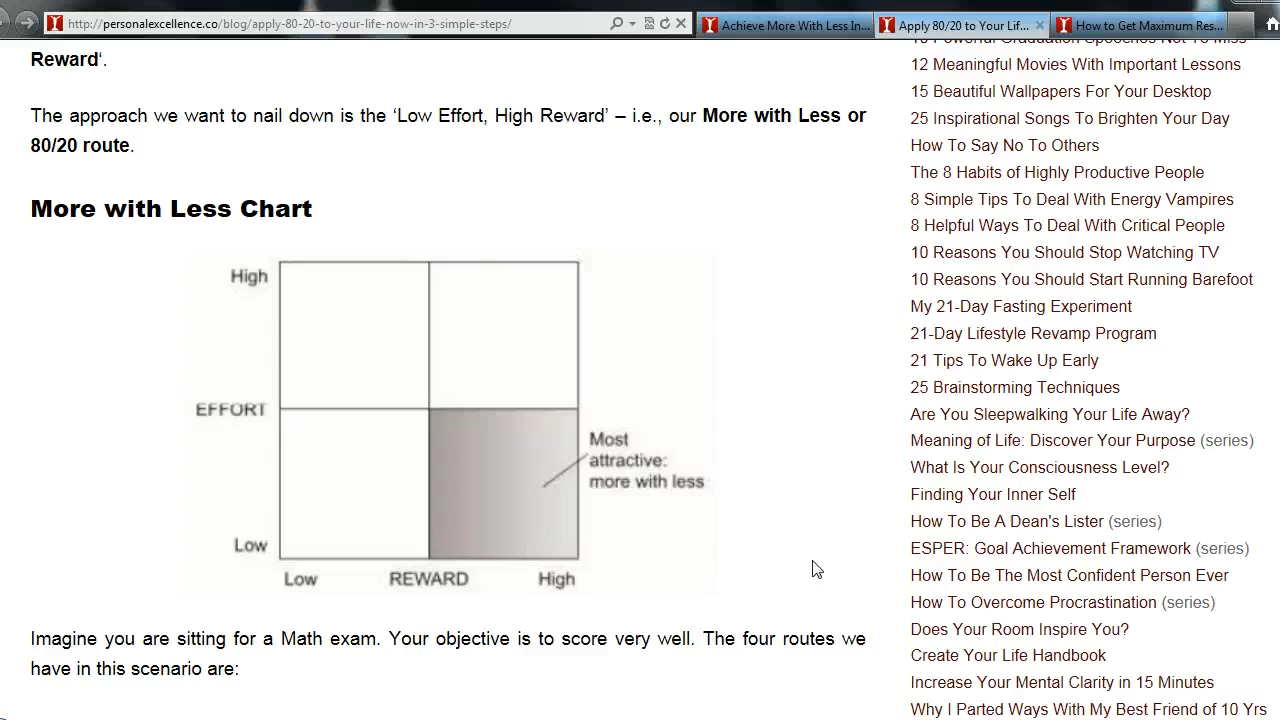 http://personalexcellence.co/blog/apply-80-20-to-your-life-now-in-3-simple-steps/
Achieve More With Less In...
Apply 80/20 to Your Lif...
How to Get Maximum Res...
Reward‘.
The approach we want to nail down is the ‘Low Effort, High Reward’ – i.e., our More with Less or
80/20 route.
More with Less Chart
High
EFFORT
Low
Low REWARD High
Most
attractive:
more with less
Imagine you are sitting for a Math exam. Your objective is to score very well. The four routes we
have in this scenario are:
Powerful Graduation Speeches Not To Miss
12 Meaningful Movies With Important Lessons
15 Beautiful Wallpapers For Your Desktop
25 Inspirational Songs To Brighten Your Day
How To Say No To Others
The 8 Habits of Highly Productive People
8 Simple Tips To Deal With Energy Vampires
8 Helpful Ways To Deal With Critical People
10 Reasons You Should Stop Watching TV
10 Reasons You Should Start Running Barefoot
My 21-Day Fasting Experiment
21-Day Lifestyle Revamp Program
21 Tips To Wake Up Early
25 Brainstorming Techniques
Are You Sleepwalking Your Life Away?
Meaning of Life: Discover Your Purpose (series)
What Is Your Consciousness Level?
Finding Your Inner Self
How To Be A Dean's Lister (series)
ESPER: Goal Achievement Framework (series)
How To Be The Most Confident Person Ever
How To Overcome Procrastination (series)
Does Your Room Inspire You?
Create Your Life Handbook
Increase Your Mental Clarity in 15 Minutes
Why I Parted Ways With My Best Friend of 10 Yrs